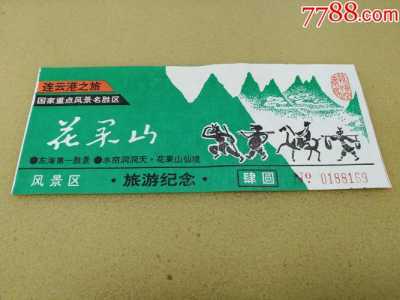 7788.com
连云港之旅
国家重点风景名胜区
花果山
●东海第一胜景 ●水帘洞洞天·花果山仙境
风景区 ·旅游纪念· 肆圆 No 0188169